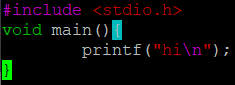 #include <stdio.h>
void main(){
        printf("hi\n");
}